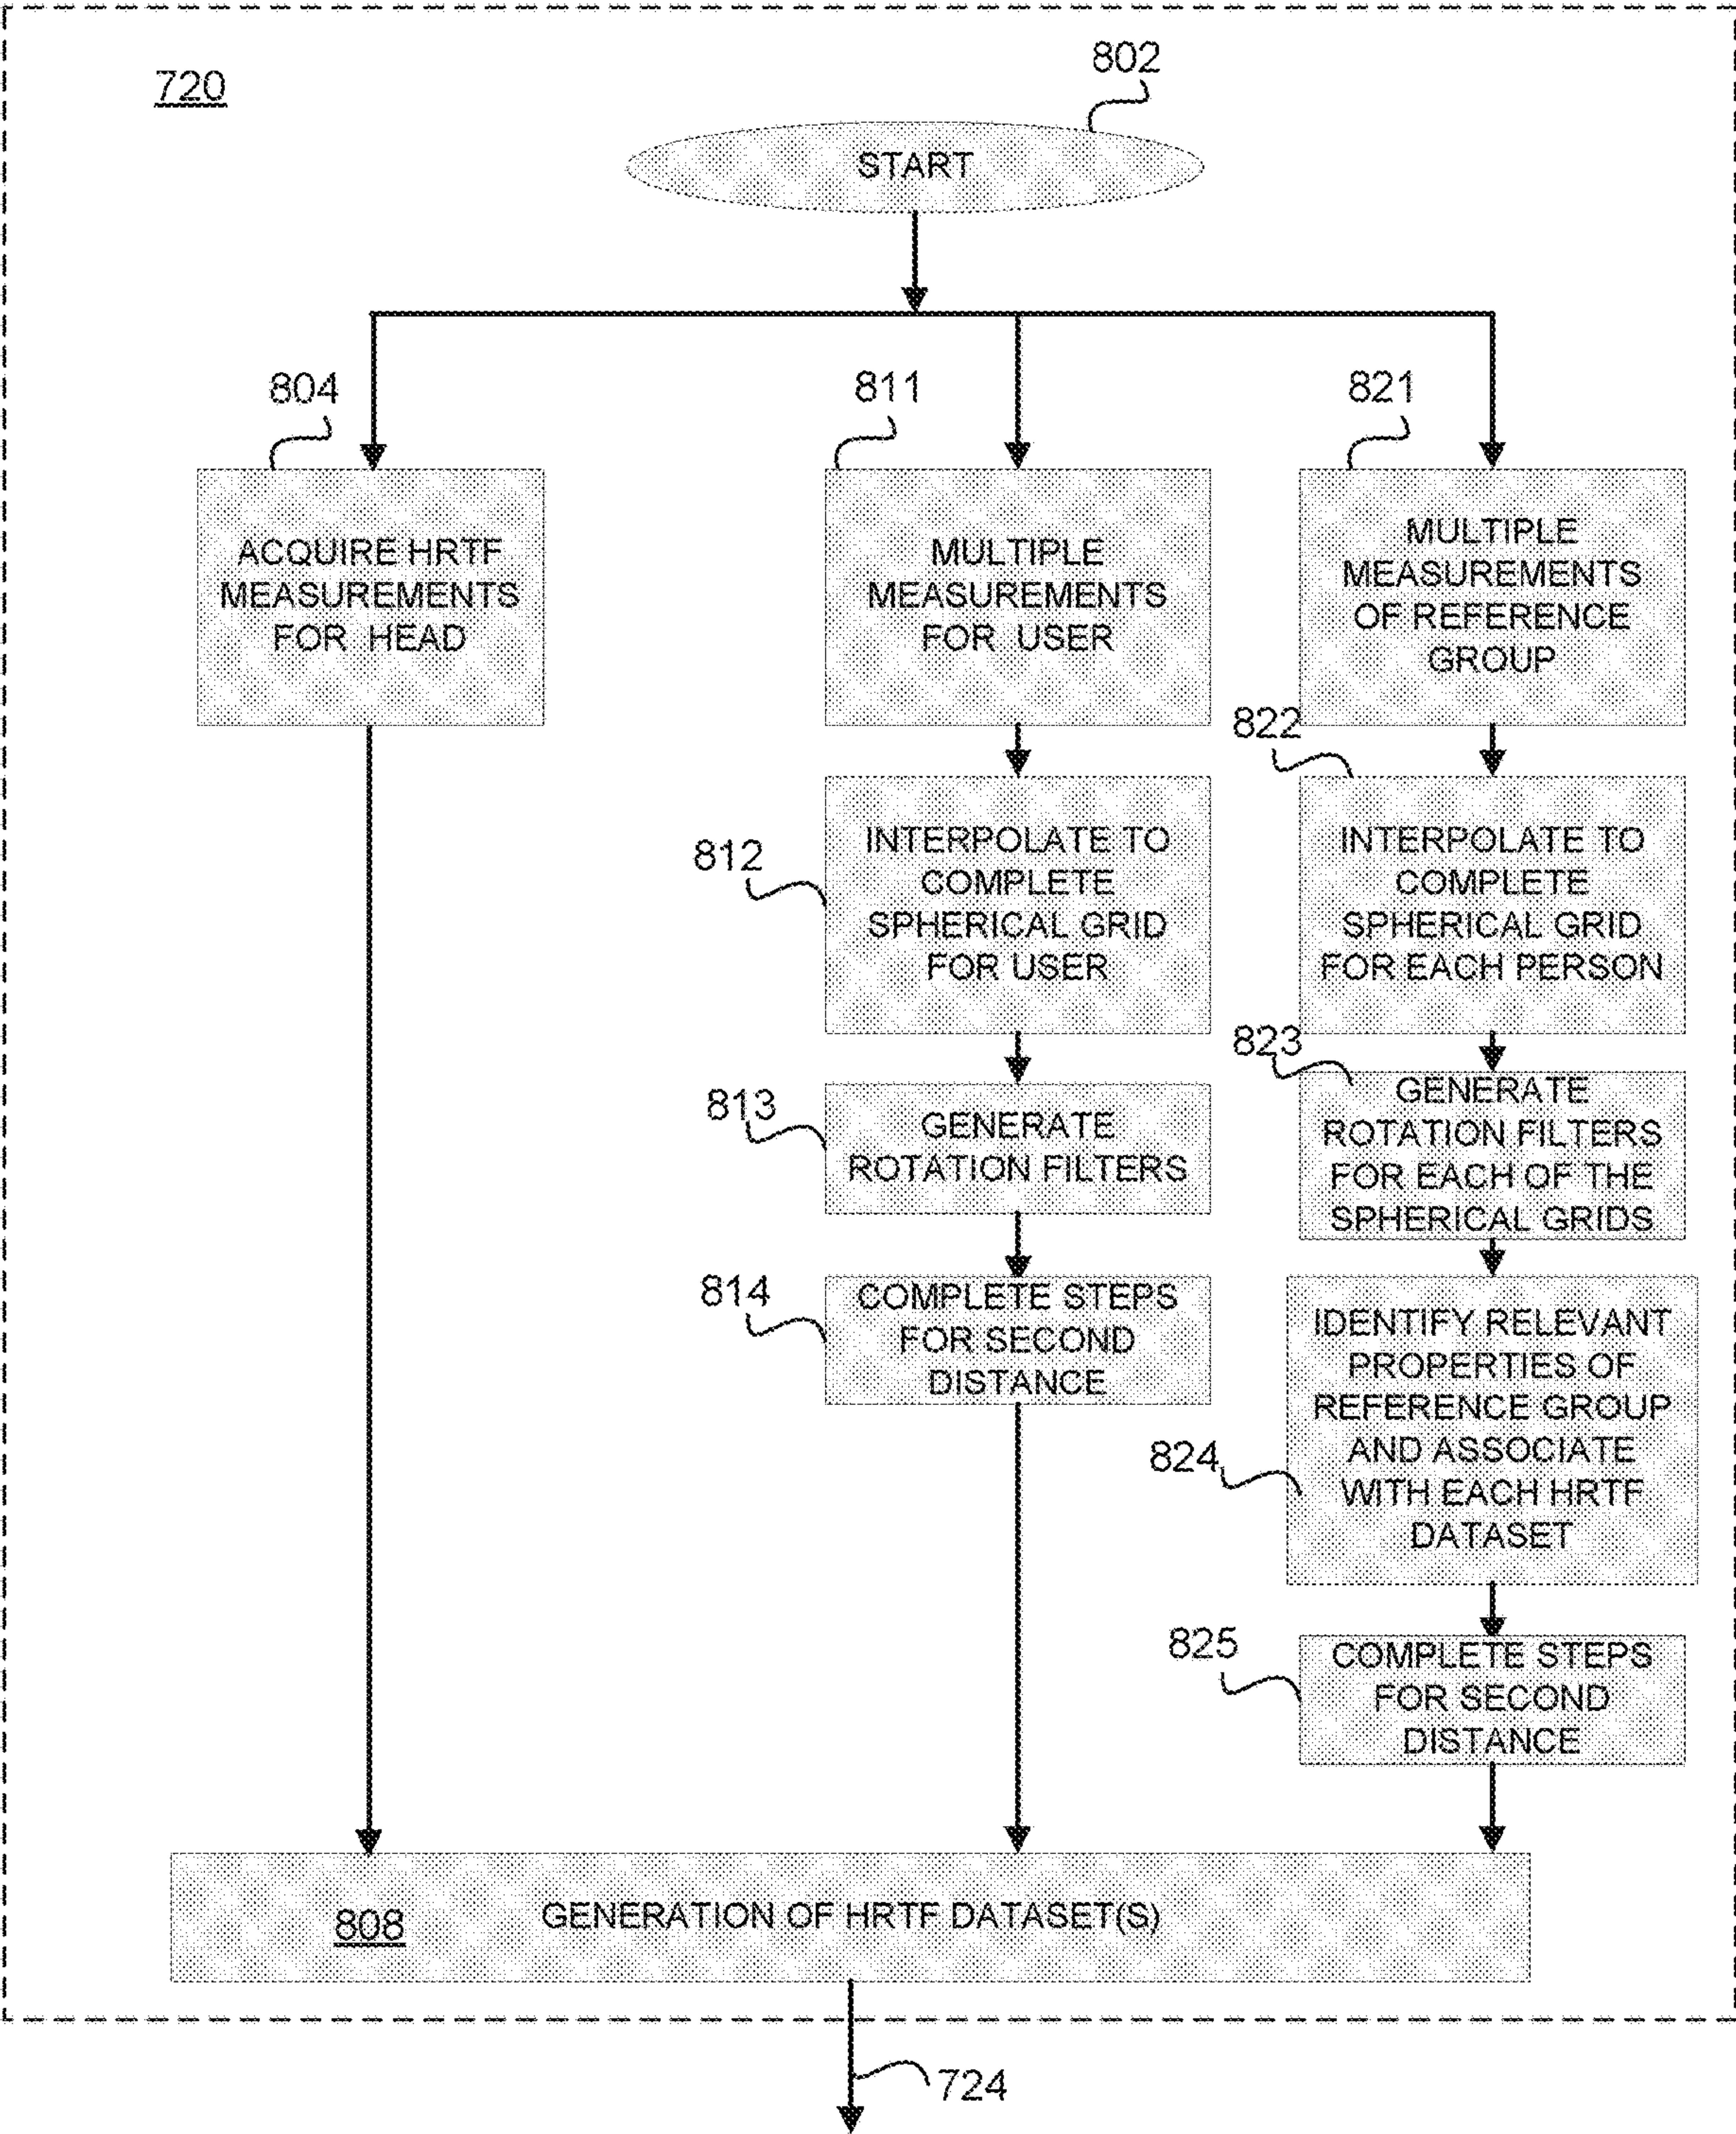 720
802
START
804
811
821
ACQUIRE HRTF
MEASUREMENTS
FOR HEAD
MULTIPLE
MEASUREMENTS
FOR USER
MULTIPLE
MEASUREMENTS
OF REFERENCE
GROUP
812
INTERPOLATE TO
COMPLETE
SPHERICAL GRID
FOR USER
822
INTERPOLATE TO
COMPLETE
SPHERICAL GRID
FOR EACH PERSON
813
GENERATE
ROTATION FILTERS
823
GENERATE
ROTATION FILTERS
FOR EACH OF THE
SPHERICAL GRIDS
814
COMPLETE STEPS
FOR SECOND
DISTANCE
824
IDENTIFY RELEVANT
PROPERTIES OF
REFERENCE GROUP
AND ASSOCIATE
WITH EACH HRTF
DATASET
825
COMPLETE STEPS
FOR SECOND
DISTANCE
808
GENERATION OF HRTF DATASET(S)
724